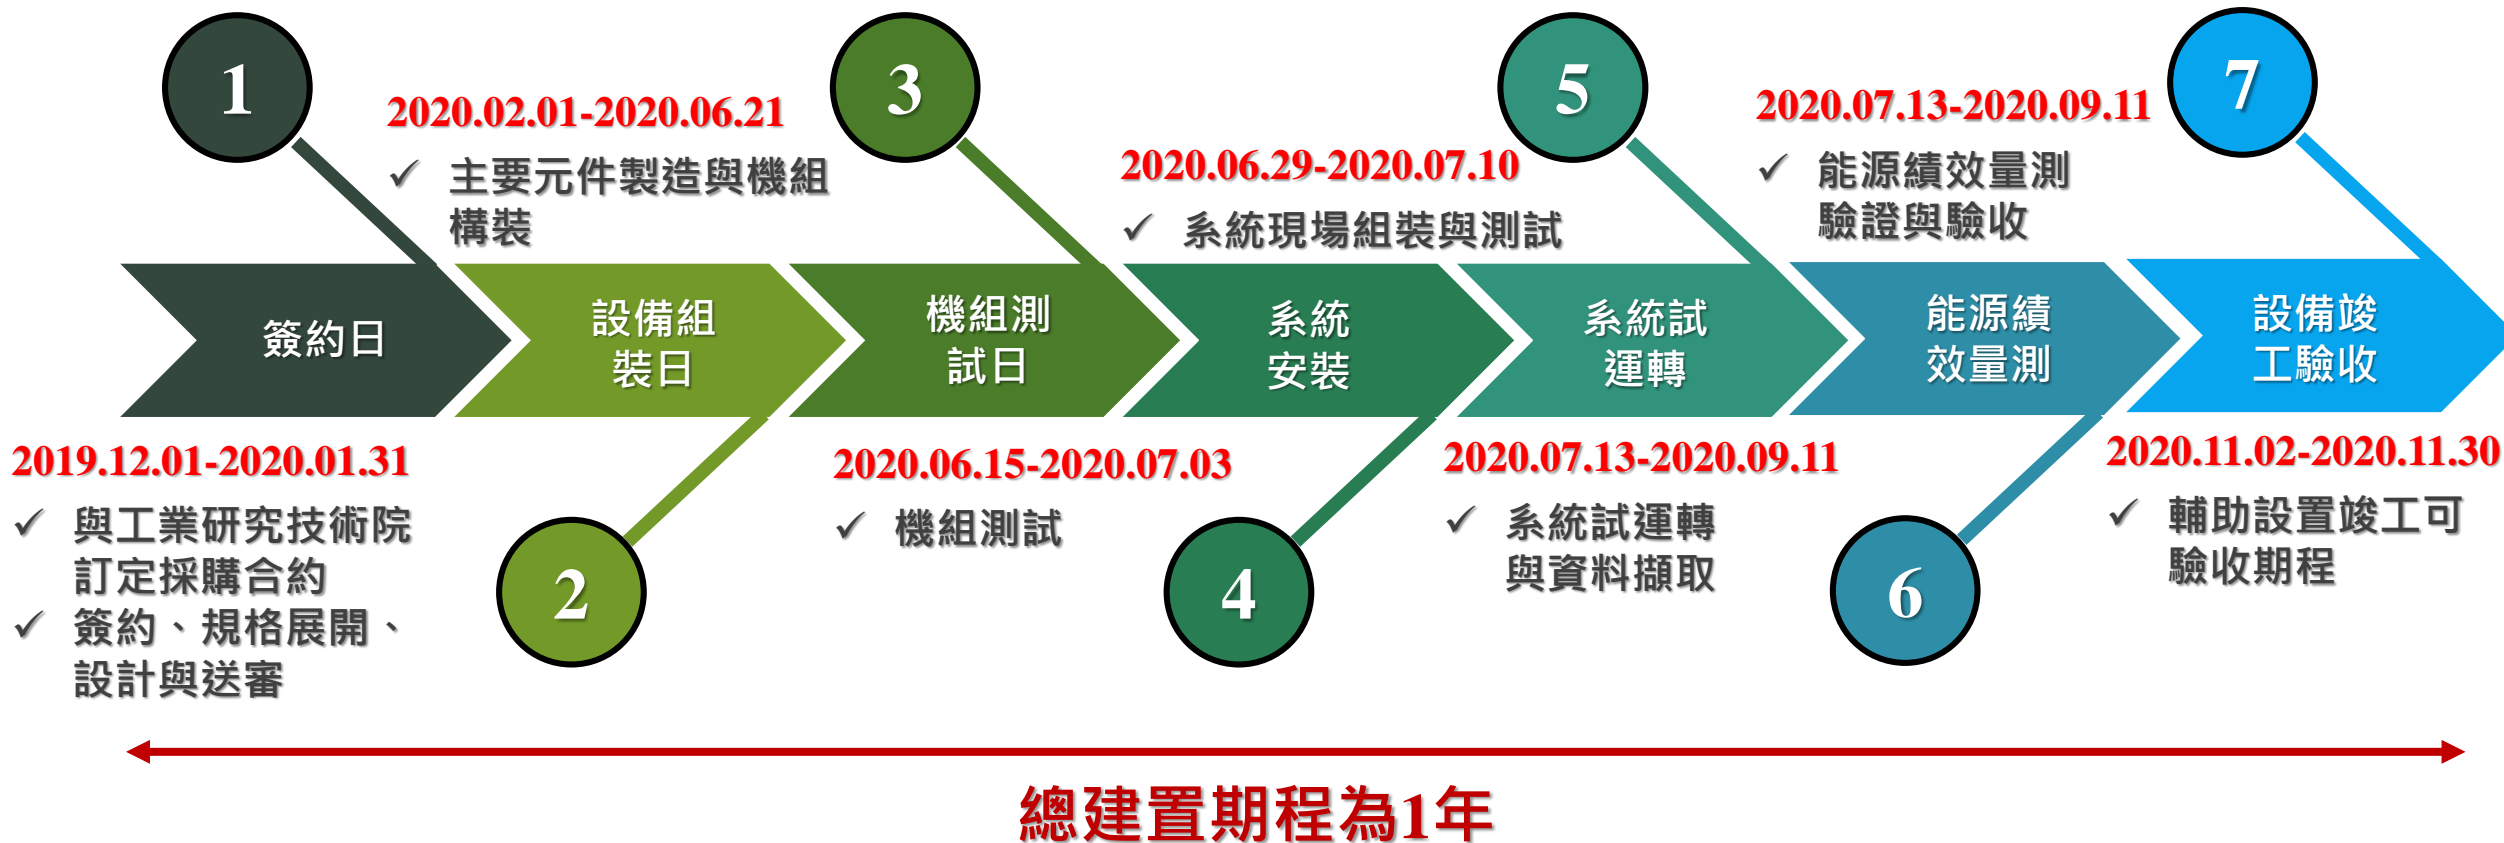 1
簽約日
2019.12.01-2020.01.31
✓ 與工業研究技術院
訂定採購合約
✓ 簽約、規格展開、
設計與送審
2020.02.01-2020.06.21
✓ 主要元件製造與機組
構裝
設備組
裝日
2
3
機組測
試日
2020.06.15-2020.07.03
✓ 機組測試
2020.06.29-2020.07.10
✓ 系統現場組裝與測試
系統
安裝
4
5
系統試
運轉
2020.07.13-2020.09.11
✓ 系統試運轉
與資料擷取
2020.07.13-2020.09.11
✓ 能源績效量測
驗證與驗收
能源績
效量測
6
7
設備竣
工驗收
2020.11.02-2020.11.30
✓ 輔助設置竣工可
驗收期程
總建置期程為1年